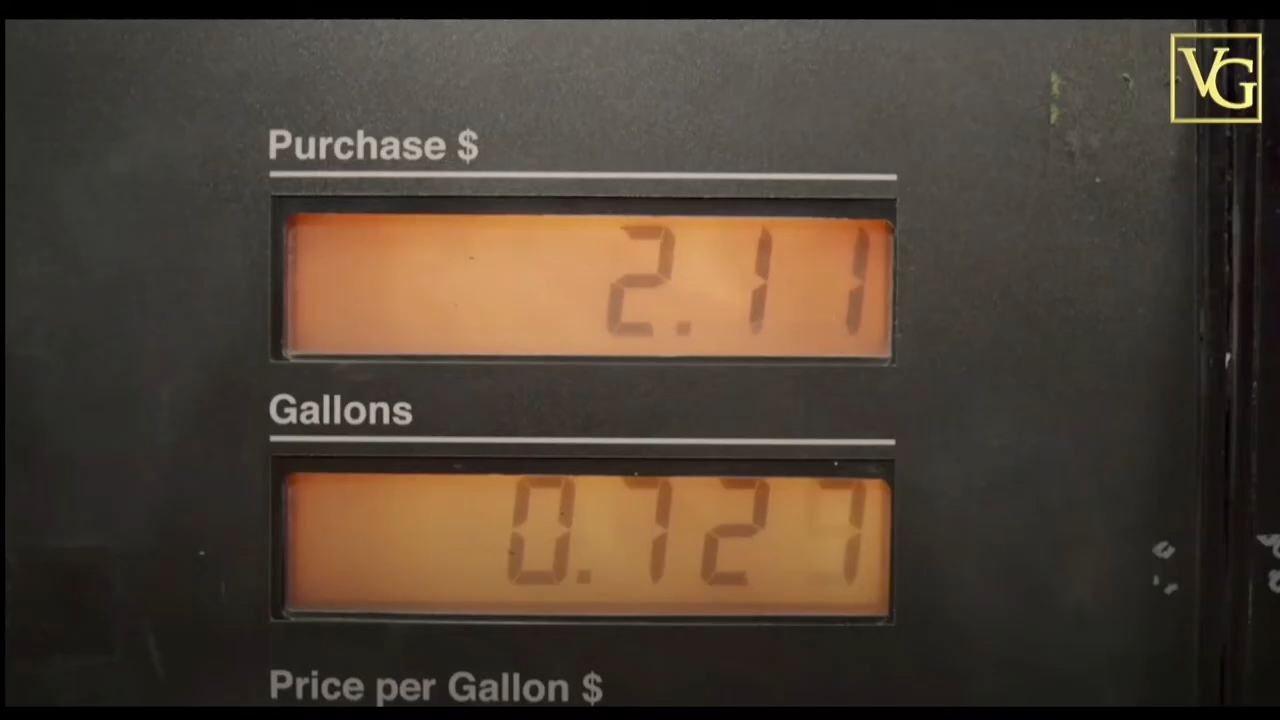 VG
Purchase $
2.11
Gallons
0.727
Price per Gallon $